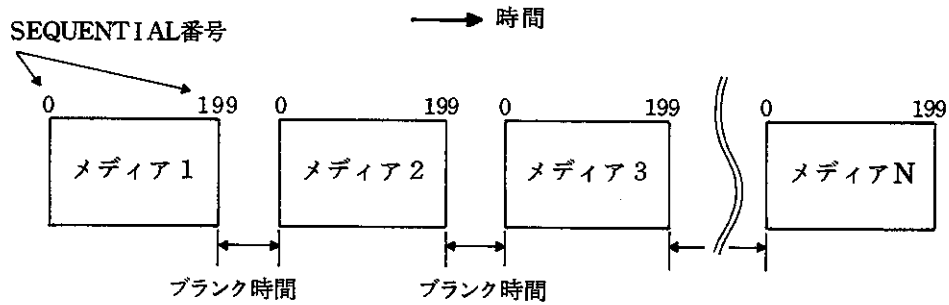 時間
SEQUENTIAL番号
0 199 0 199 0 199 0 199
メディア1 メディア2 メディア3 メディアN
ブランク時間 ブランク時間